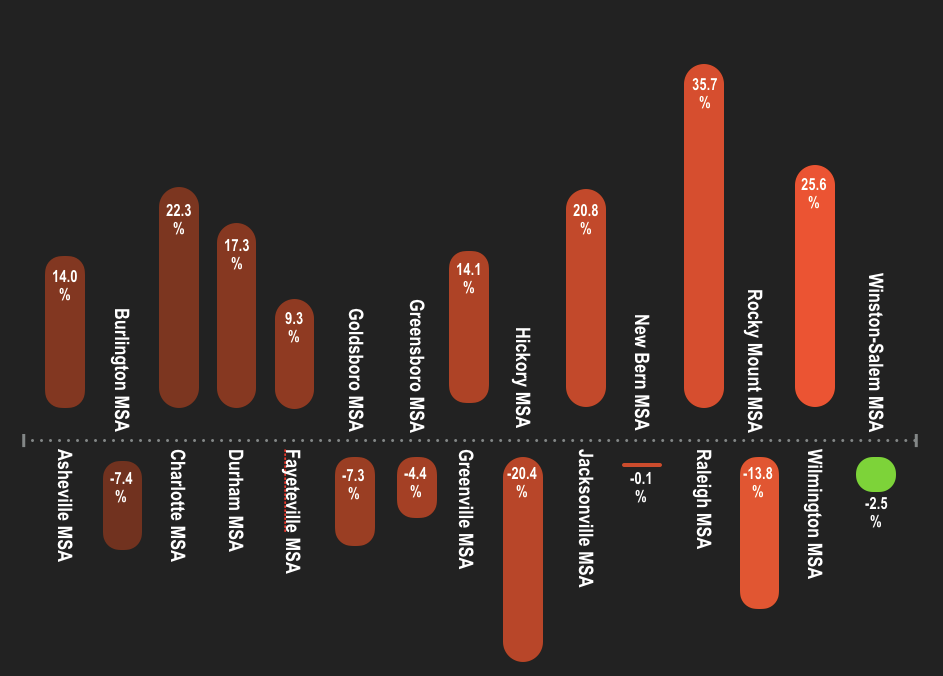 14.0
%
Asheville MSA
Burlington MSA
-7.4
%
22.3
%
Charlotte MSA
17.3
%
Durham MSA
9.3
%
Fayeteville MSA
Goldsboro MSA
-7.3
%
Greensboro MSA
-4.4
%
14.1
%
Greenville MSA
Hickory MSA
-20.4
%
20.8
%
Jacksonville MSA
New Bern MSA
-0.1
%
35.7
%
Raleigh MSA
Rocky Mount MSA
-13.8
%
25.6
%
Wilmington MSA
Winston-Salem MSA
-2.5
%